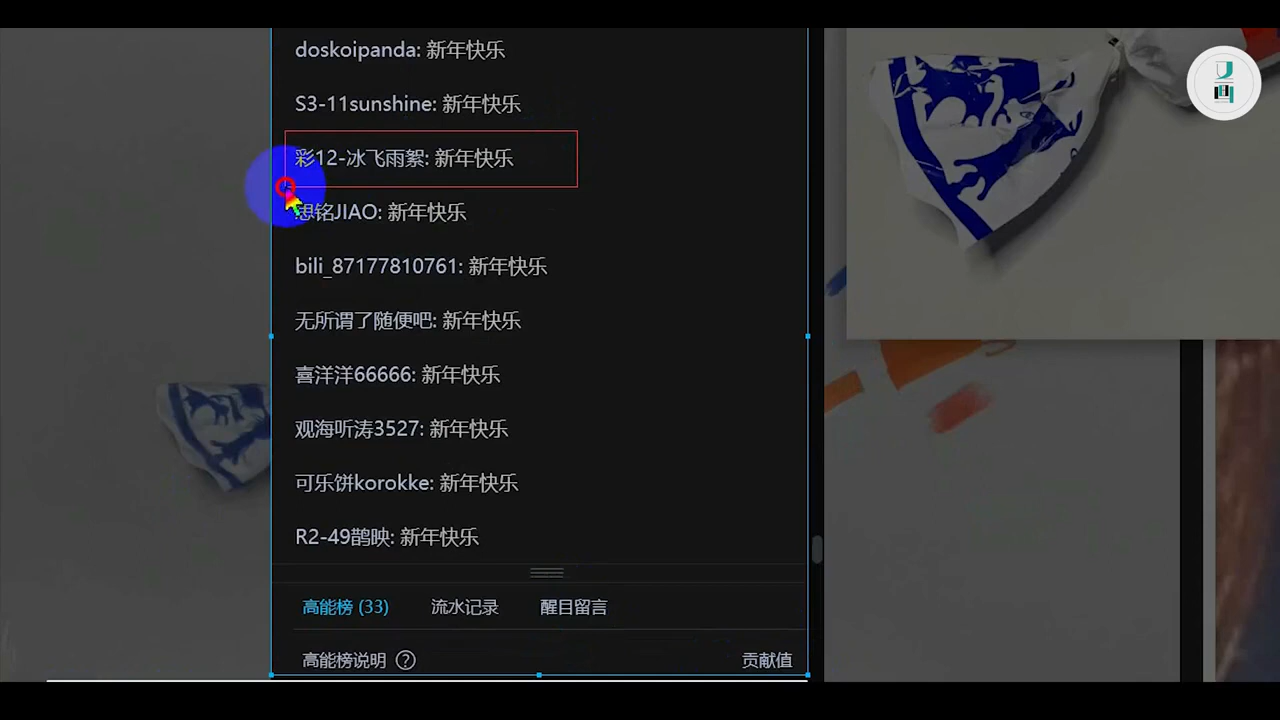 doskoipanda: 新年快乐
S3-11sunshine: 新年快乐
彩12-冰飞雨絮: 新年快乐
思铭JIAO: 新年快乐
bili_87177810761: 新年快乐
无所谓了随便吧: 新年快乐
喜洋洋66666: 新年快乐
观海听涛3527: 新年快乐
可乐饼korokke: 新年快乐
R2-49鹊映: 新年快乐
高能榜 (33) 流水记录 醒目留言
高能榜说明 ? 贡献值